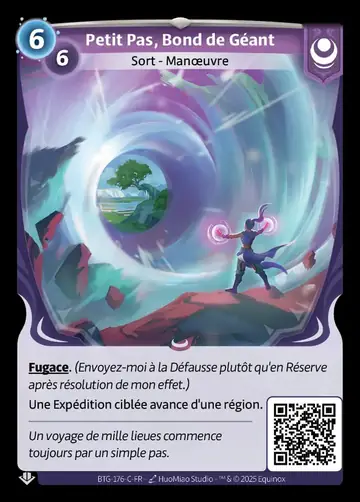 6
Petit Pas, Bond de Géant
6
Sort - Manœuvre
Fugace. (Envoyez-moi à la Défausse plutôt qu'en Réserve
après résolution de mon effet.)
Une Expédition ciblée avance d'une région.
Un voyage de mille lieues commence
toujours par un simple pas.
BTG-176-C-FR - HuoMiao Studio - ™ & © 2025 Equinox